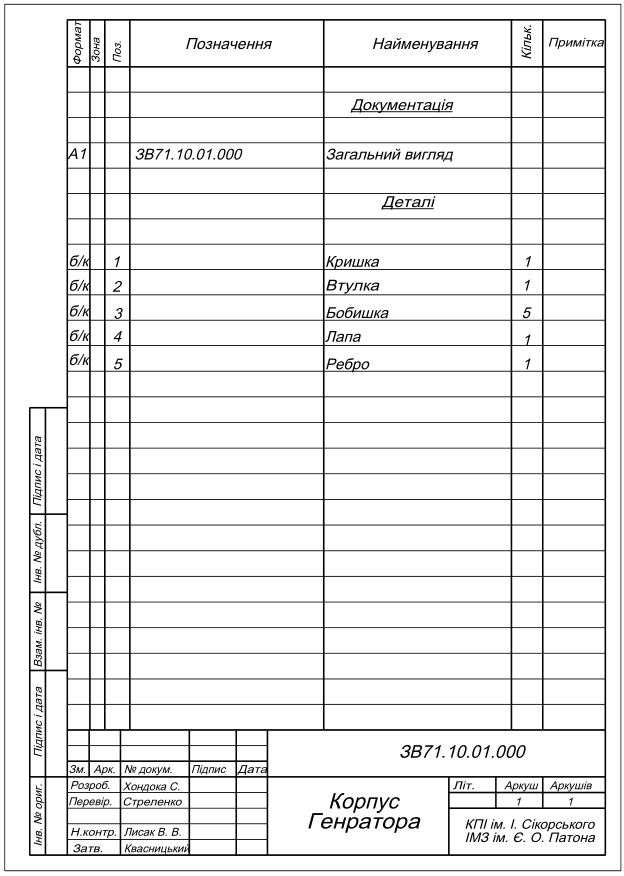 Формат Зона Поз. Позначення Найменування Кільк. Примітка
Документація
А1 ЗВ71.10.01.000 Загальний вигляд
Деталі
б/к 1 Кришка 1
б/к 2 Втулка 1
б/к 3 Бобишка 5
б/к 4 Лапа 1
б/к 5 Ребро 1
Підпис і дата
Інв. № дубл.
Взам. інв. №
Підпис і дата
Інв. № ориг.
ЗВ71.10.01.000
Зм. Арк. № докум. Підпис Дата
Розроб. Хондока С.
Перевір. Стреленко
Н.контр. Лисак В. В.
Затв. Квасницький
Корпус
Генратора
Літ. Аркуш Аркушів
1 1
КПІ ім. І. Сікорського
ІМЗ ім. Є. О. Патона